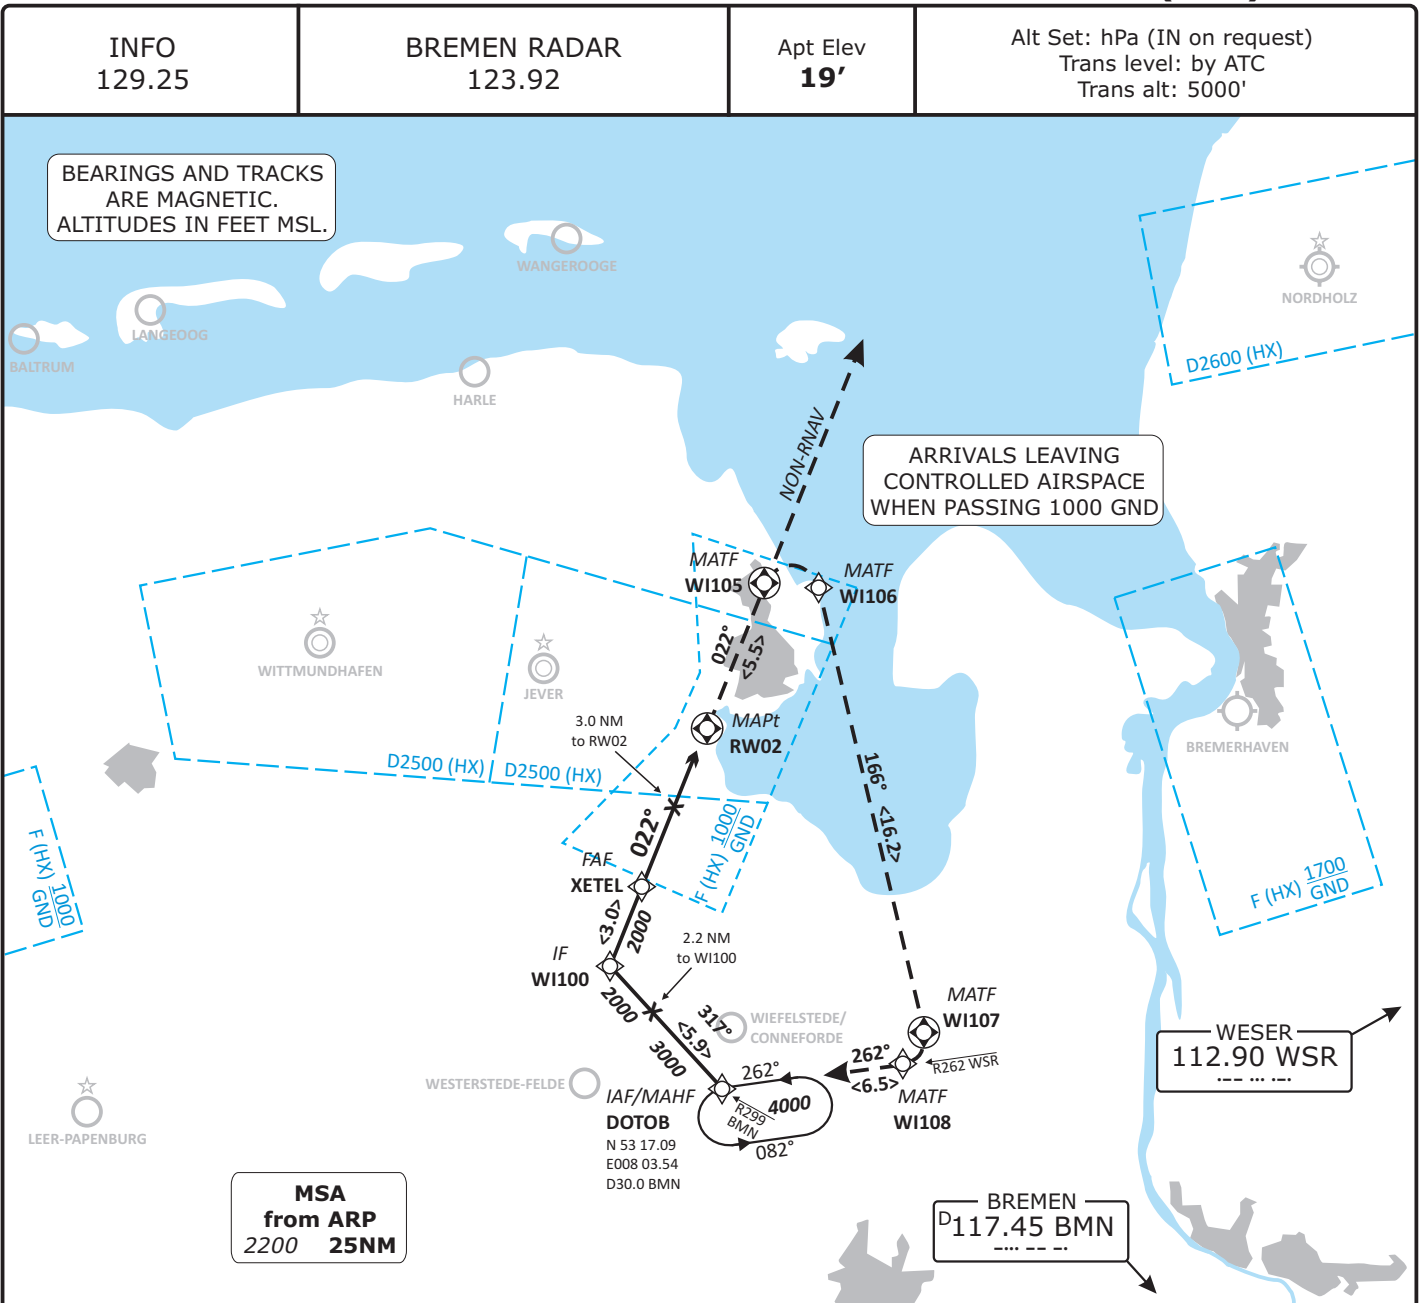 INFO
129.25
BREMEN RADAR
123.92
Apt Elev
19’
Alt Set: hPa (IN on request)
Trans level: by ATC
Trans alt: 5000'
BEARINGS AND TRACKS
ARE MAGNETIC.
ALTITUDES IN FEET MSL.
WANGEROOGE
LANGEOOG
BALTRUM
HARLE
NORDHOLZ
D2600 (HX)
NON-RNAV
ARRIVALS LEAVING
CONTROLLED AIRSPACE
WHEN PASSING 1000 GND
MATF
WI105
MATF
WI106
022°
<5.5>
WITTMUNDHAFEN
JEVER
3.0 NM
to RW02
MAPt
RW02
D2500 (HX)
D2500 (HX)
BREMERHAVEN
166° <16.2>
022°
F (HX) 1000
GND
F (HX) 1000
GND
F (HX) 1700
GND
FAF
XETEL
<3.0>
2000
2.2 NM
to WI100
IF
WI100
2000
317°
<5.9>
3000
WIEFELSTEDE/
CONNEFORDE
MATF
WI107
R262 WSR
262°
<6.5>
MATF
WI108
WESTERSTEDE-FELDE
IAF/MAHF
DOTOB
N 53 17.09
E008 03.54
D30.0 BMN
262°
4000
R299
BMN
082°
LEER-PAPENBURG
WESER
112.90 WSR
.-- ... .-.
MSA
from ARP
2200 25NM
BREMEN
D117.45 BMN
-... -- -.